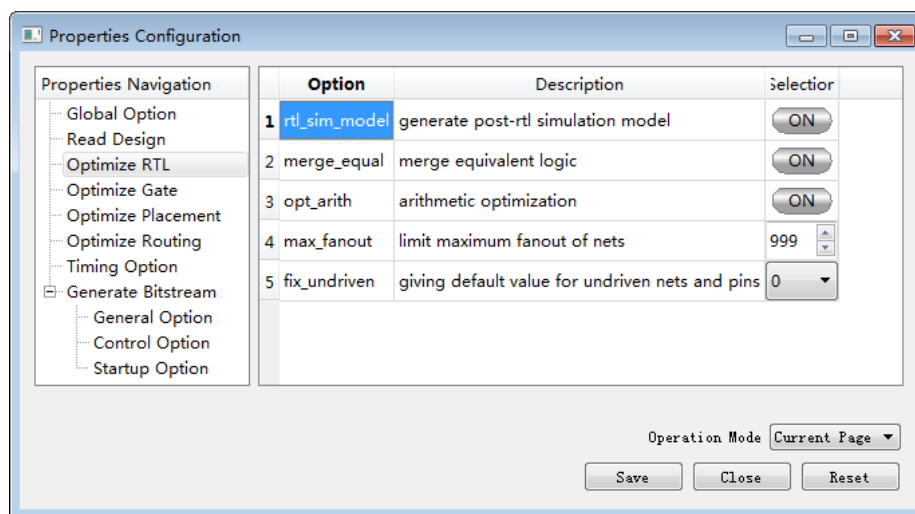 Properties Configuration
Properties Navigation
Global Option
Read Design
Optimize RTL
Optimize Gate
Optimize Placement
Optimize Routing
Timing Option
Generate Bitstream
General Option
Control Option
Startup Option
Option Description Selection
1 rtl_sim_model generate post-rtl simulation model ON
2 merge_equal merge equivalent logic ON
3 opt_arith arithmetic optimization ON
4 max_fanout limit maximum fanout of nets 999
5 fix_undriven giving default value for undriven nets and pins 0
Operation Mode Current Page
Save Close Reset